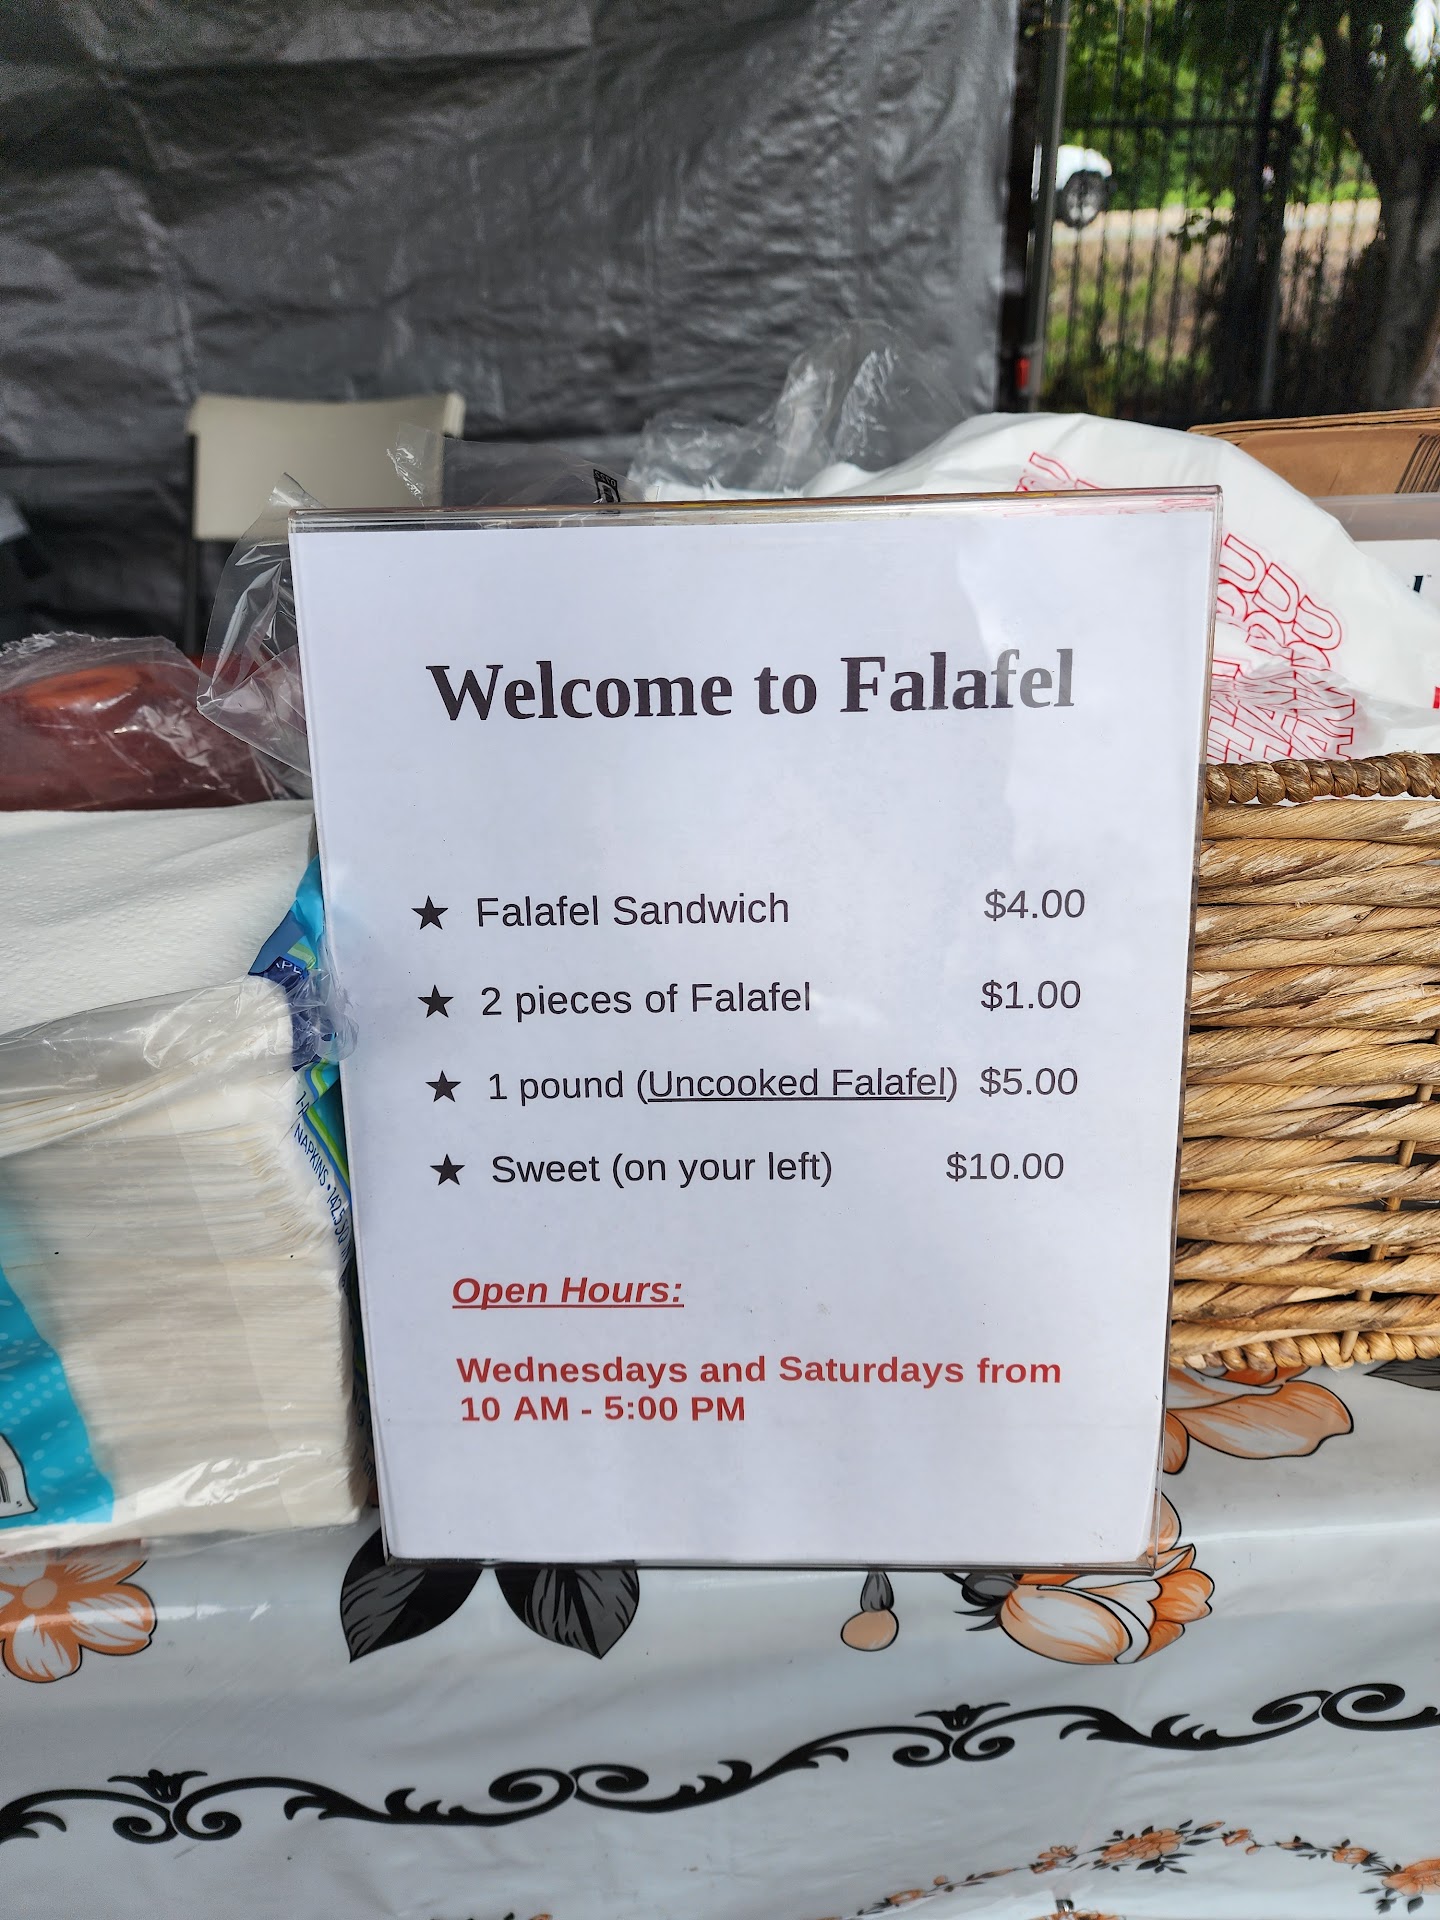 Welcome to Falafel
★ Falafel Sandwich $4.00
★ 2 pieces of Falafel $1.00
★ 1 pound (Uncooked Falafel) $5.00
★ Sweet (on your left) $10.00
Open Hours:
Wednesdays and Saturdays from
10 AM - 5:00 PM
NAPKINS